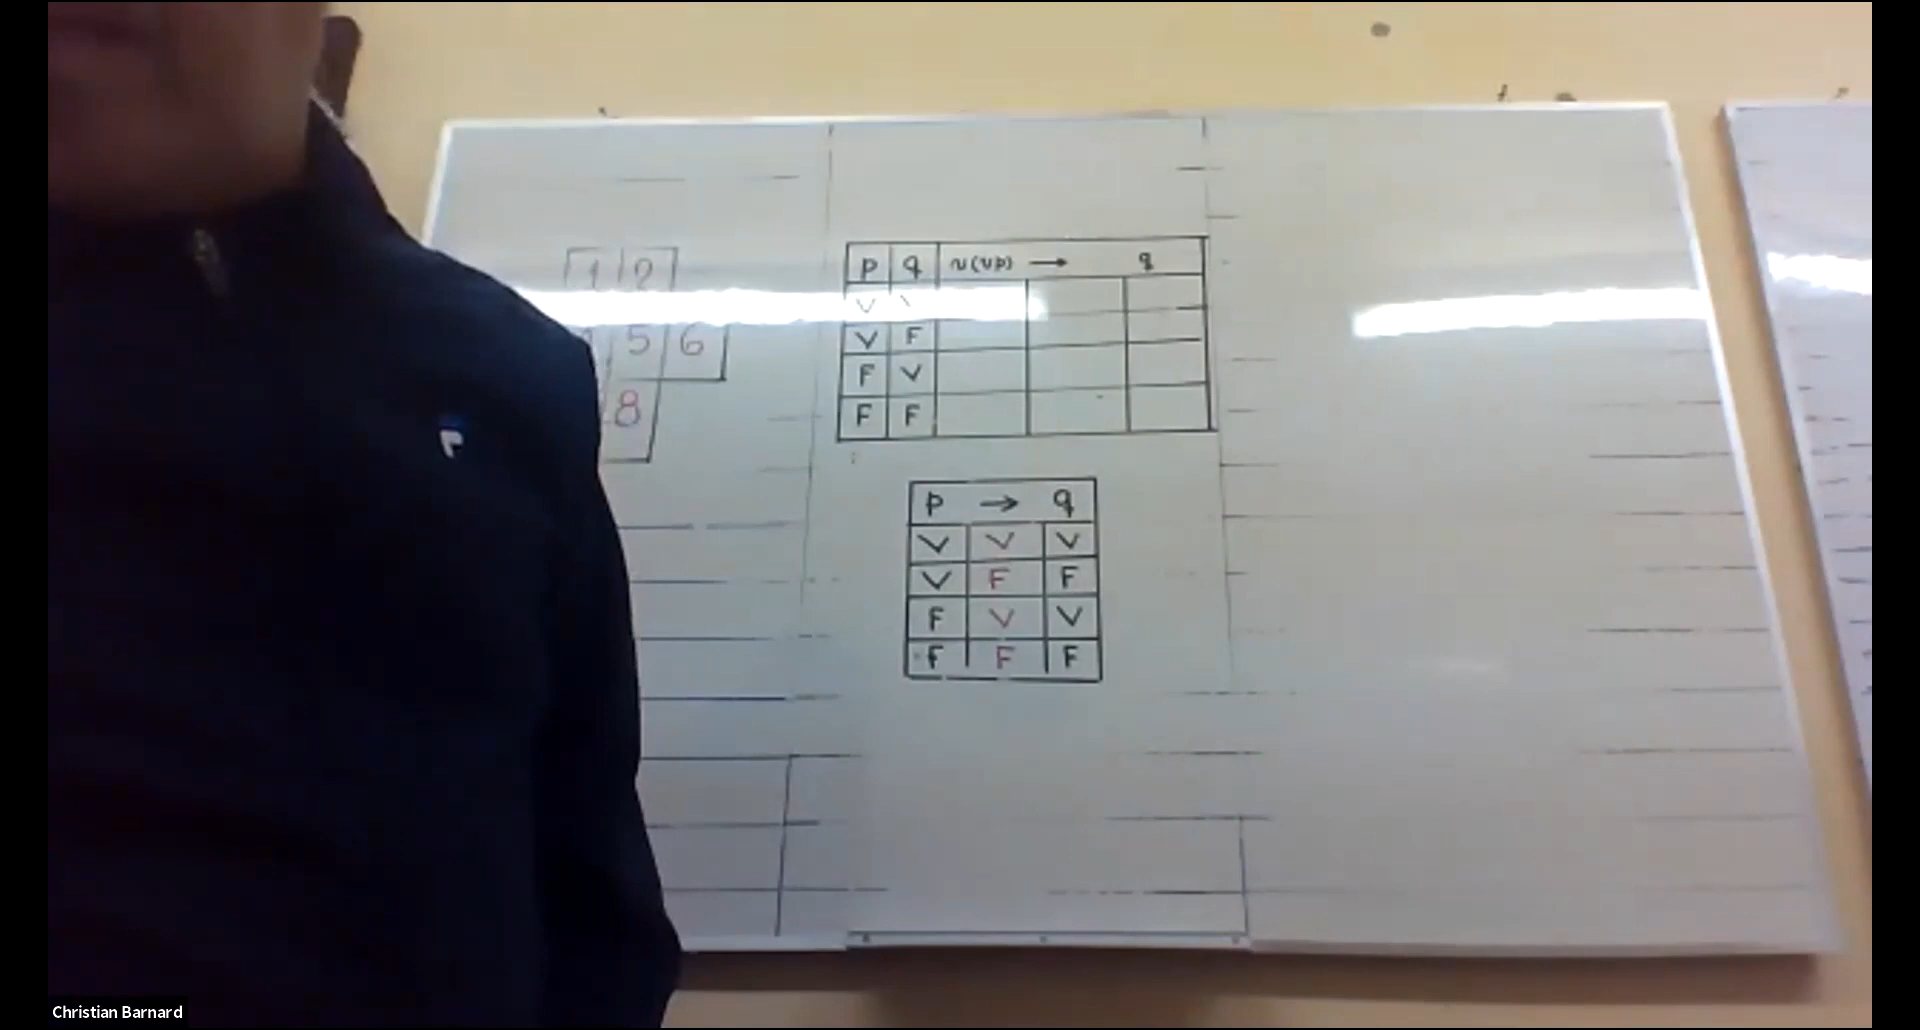 1 2
5 6
8
p q ~(~p) → q
V
V F
F V
F F
p → q
V V V
V F F
F V V
F F F
Christian Barnard